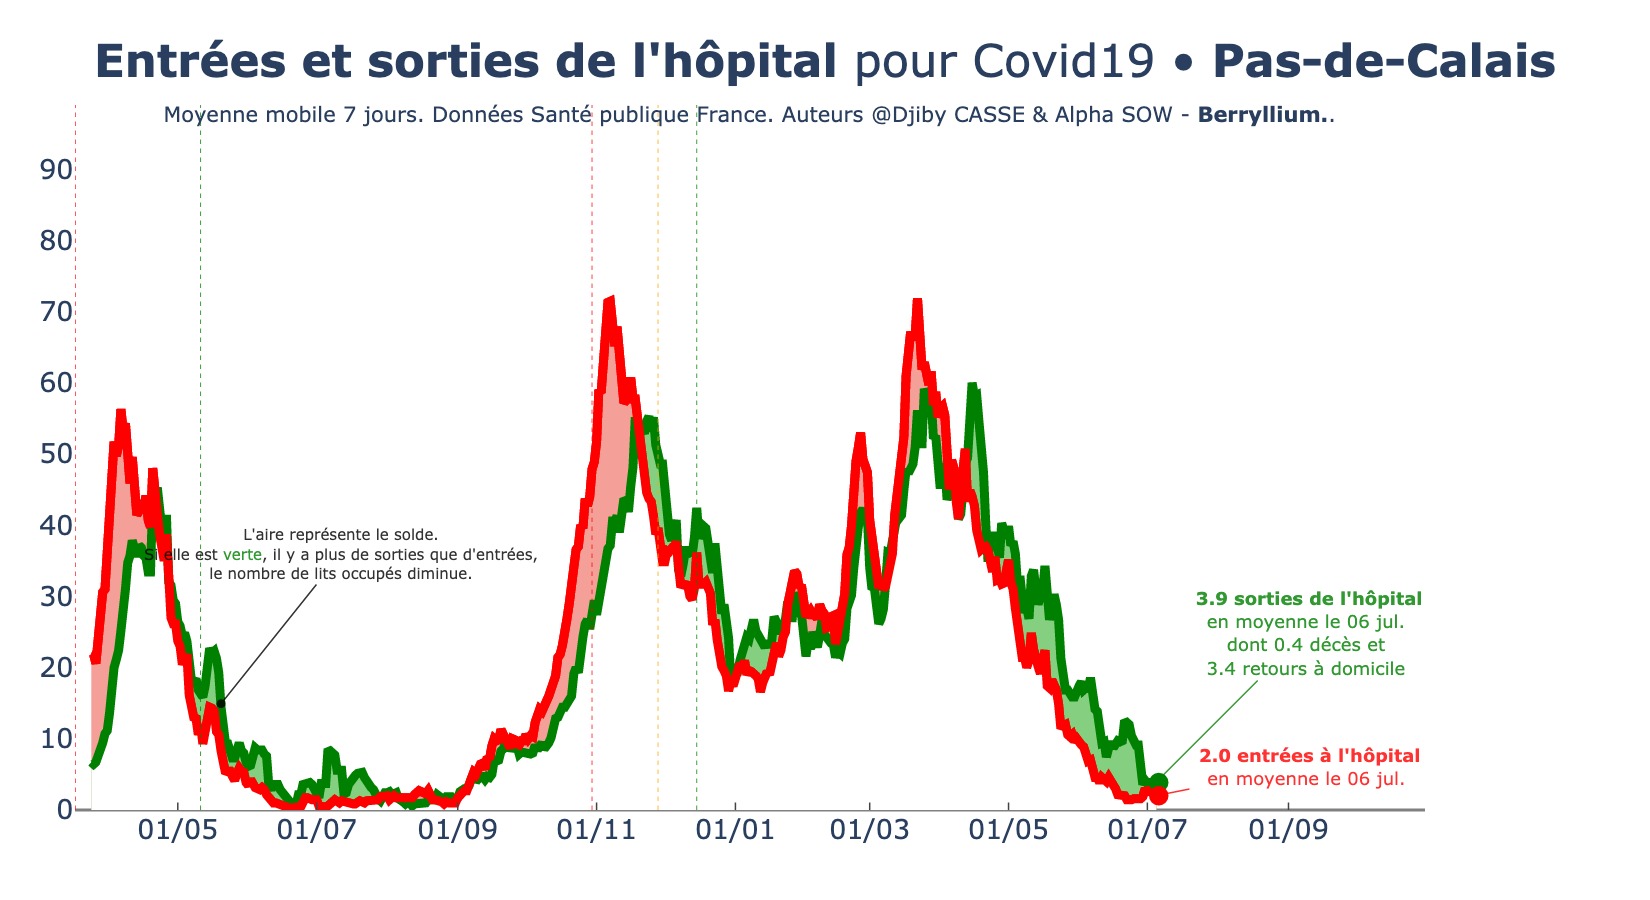 Entrées et sorties de l'hôpital pour Covid19 • Pas-de-Calais
Moyenne mobile 7 jours. Données Santé publique France. Auteurs @Djiby CASSE & Alpha SOW - Berryllium..
90
80
70
60
50
40
30
20
10
0
L'aire représente le solde.
Si elle est verte, il y a plus de sorties que d'entrées,
le nombre de lits occupés diminue.
3.9 sorties de l'hôpital
en moyenne le 06 jul.
dont 0.4 décès et
3.4 retours à domicile
2.0 entrées à l'hôpital
en moyenne le 06 jul.
01/05 01/07 01/09 01/11 01/01 01/03 01/05 01/07 01/09